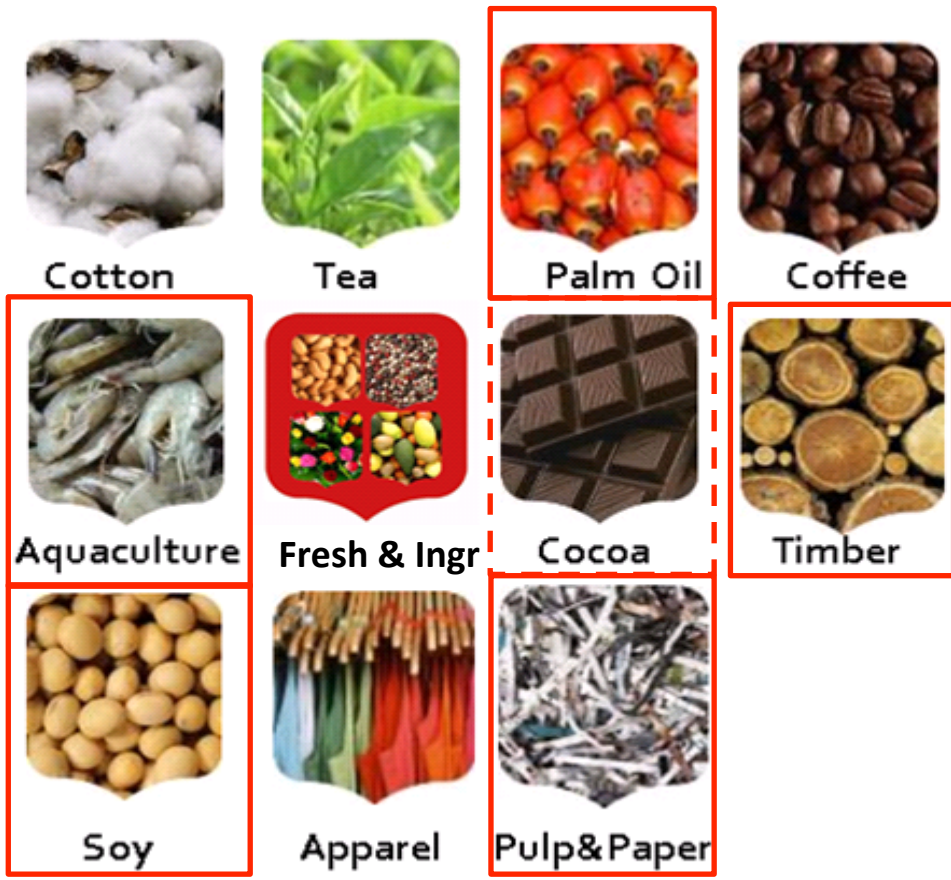 Cotton
Tea
Palm Oil
Coffee
Aquaculture
Fresh & Ingr
Cocoa
Timber
Soy
Apparel
Pulp&Paper